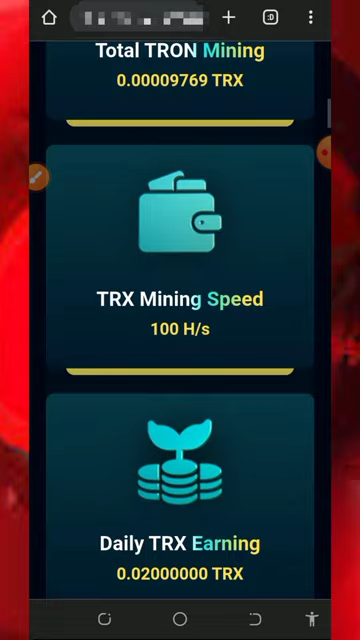 :D
Total TRON Mining
0.00009769 TRX
TRX Mining Speed
100 H/s
Daily TRX Earning
0.02000000 TRX